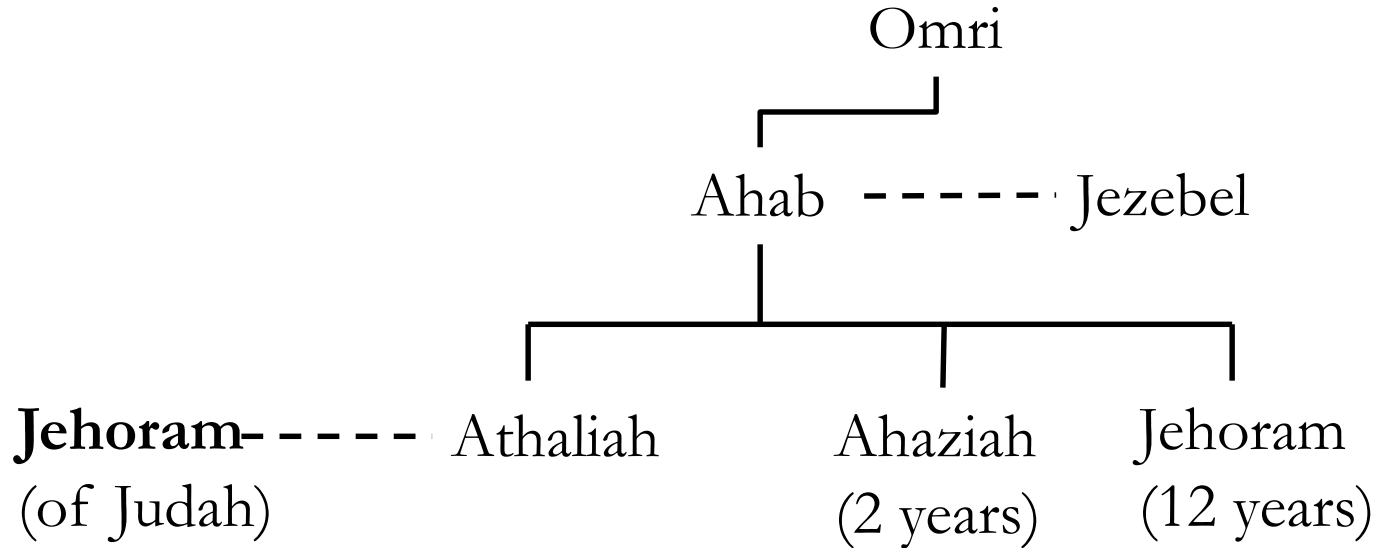 Omri
Ahab Jezebel
Jehoram Athaliah Ahaziah Jehoram
(of Judah) (2 years) (12 years)